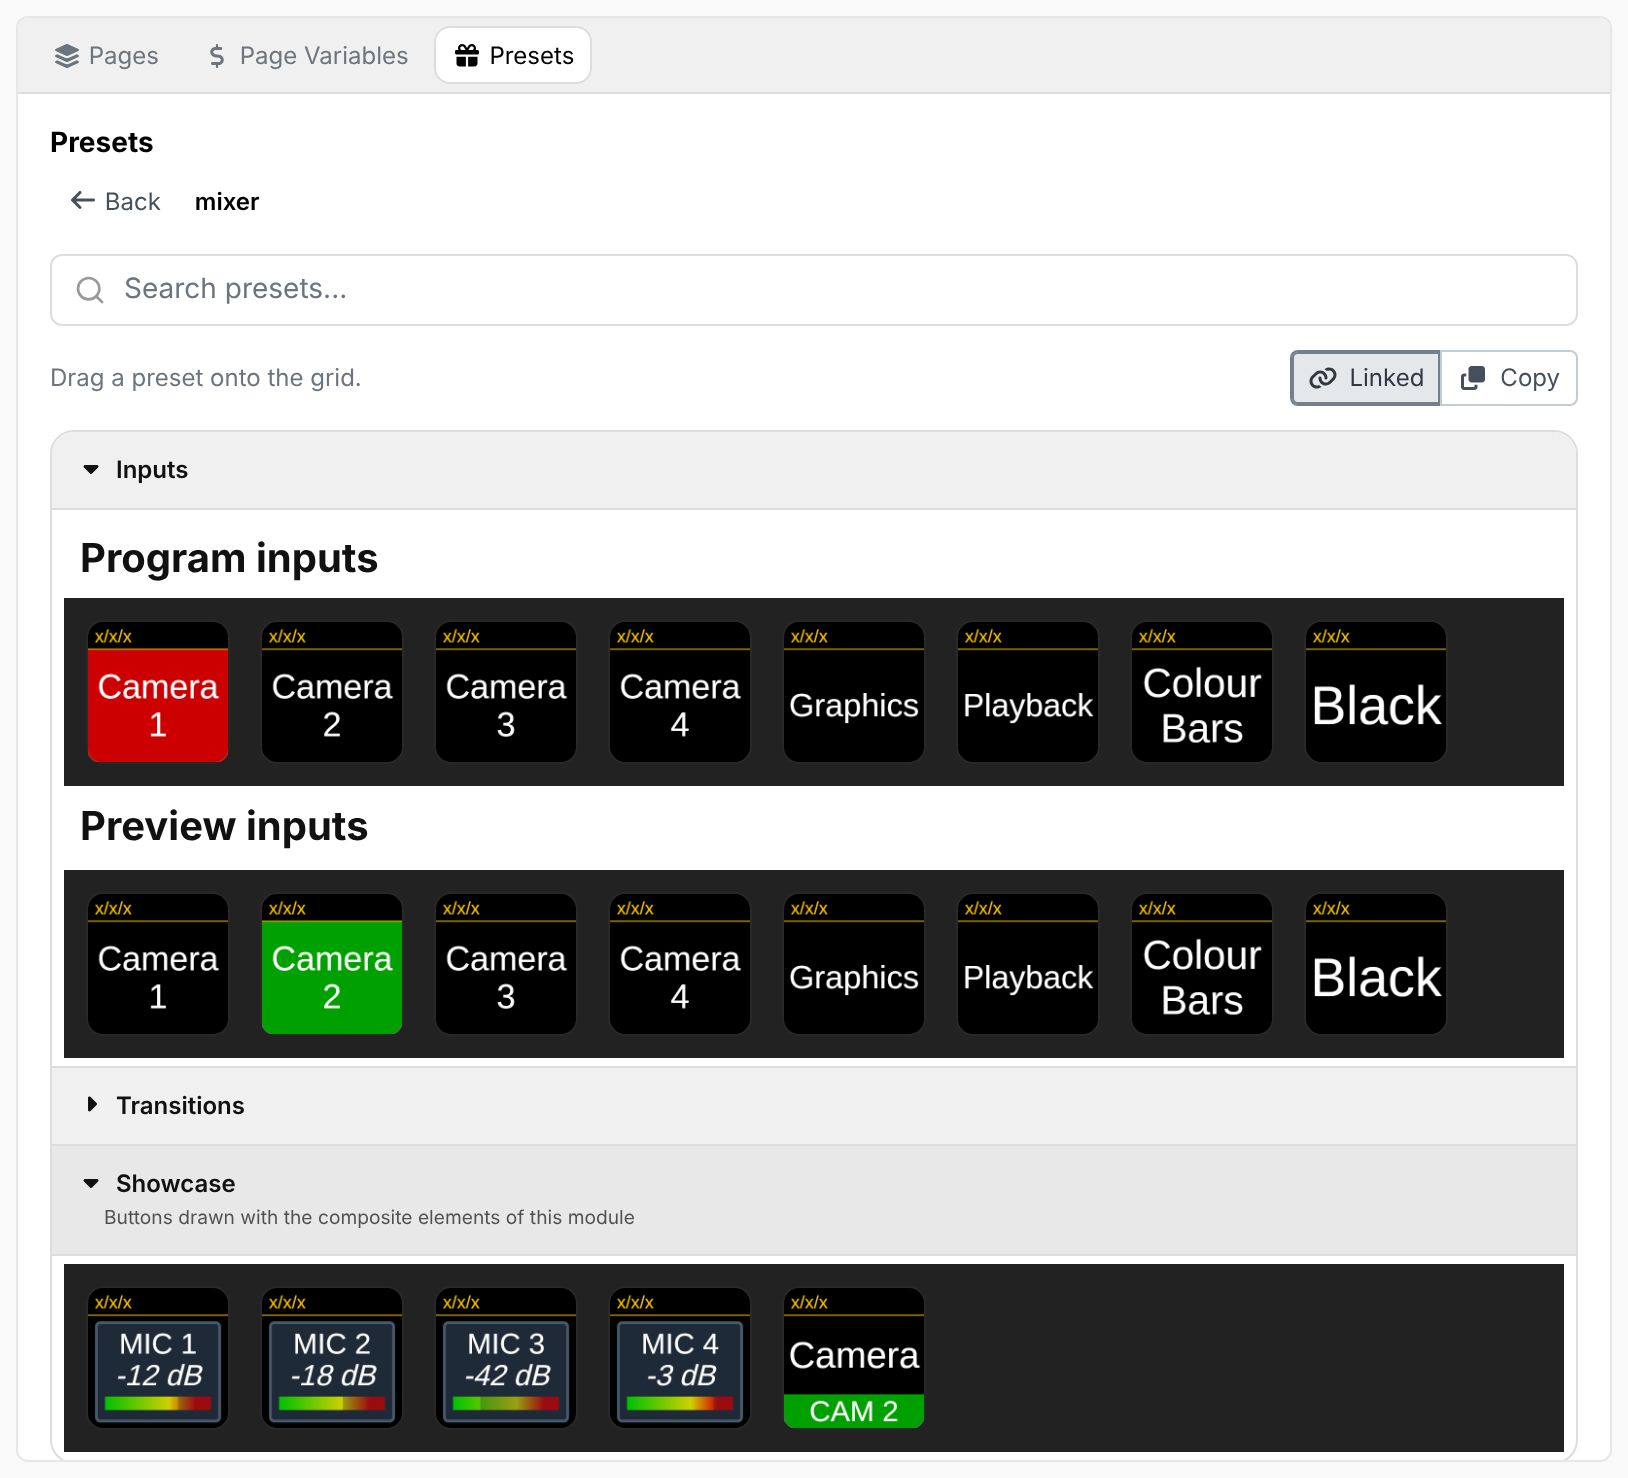 Pages
Page Variables
Presets
Presets
Back
mixer
Search presets...
Drag a preset onto the grid.
Linked
Copy
Inputs
Program inputs
x/x/x
Camera
1
x/x/x
Camera
2
x/x/x
Camera
3
x/x/x
Camera
4
x/x/x
Graphics
x/x/x
Playback
x/x/x
Colour
Bars
x/x/x
Black
Preview inputs
x/x/x
Camera
1
x/x/x
Camera
2
x/x/x
Camera
3
x/x/x
Camera
4
x/x/x
Graphics
x/x/x
Playback
x/x/x
Colour
Bars
x/x/x
Black
Transitions
Showcase
Buttons drawn with the composite elements of this module
x/x/x
MIC 1
-12 dB
x/x/x
MIC 2
-18 dB
x/x/x
MIC 3
-42 dB
x/x/x
MIC 4
-3 dB
x/x/x
Camera
CAM 2